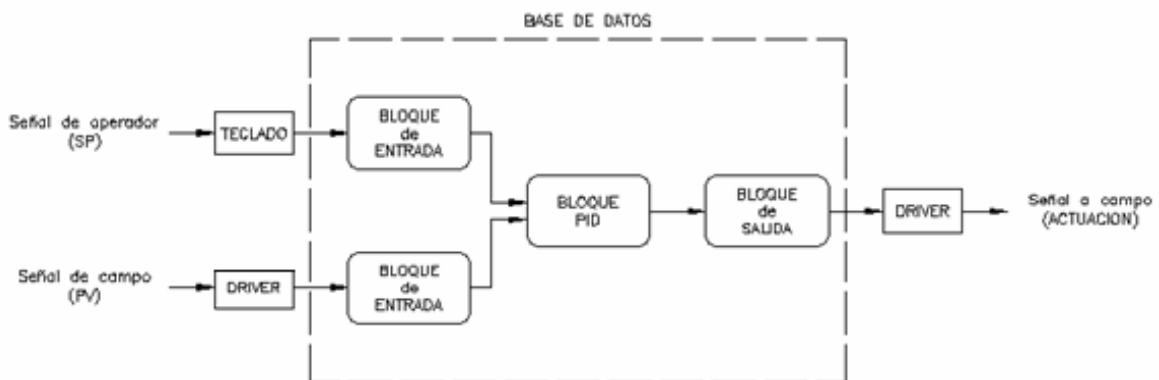 BASE DE DATOS
Señal de operador
(SP)
TECLADO
BLOQUE
de
ENTRADA
BLOQUE
PID
BLOQUE
de
SALIDA
DRIVER
Señal a campo
(ACTUACION)
Señal de campo
(PV)
DRIVER
BLOQUE
de
ENTRADA